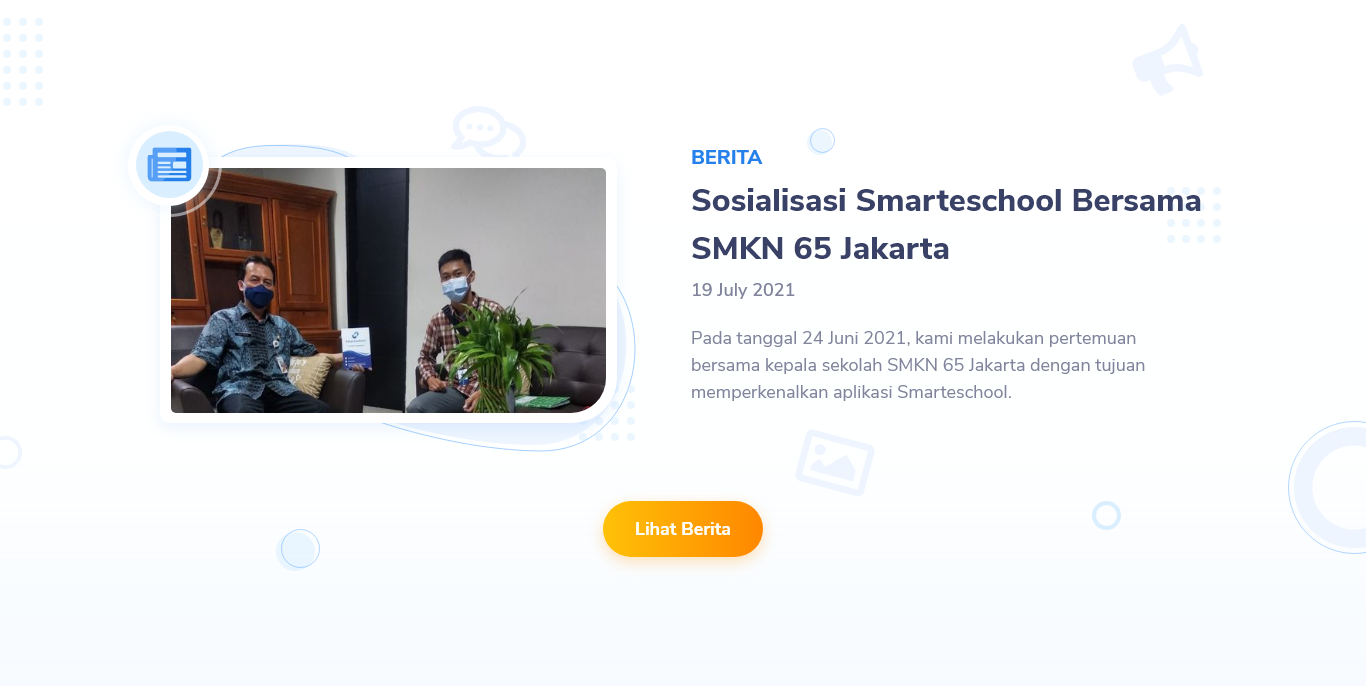 BERITA
Sosialisasi Smarteschool Bersama
SMKN 65 Jakarta
19 July 2021
Pada tanggal 24 Juni 2021, kami melakukan pertemuan
bersama kepala sekolah SMKN 65 Jakarta dengan tujuan
memperkenalkan aplikasi Smarteschool.
Lihat Berita